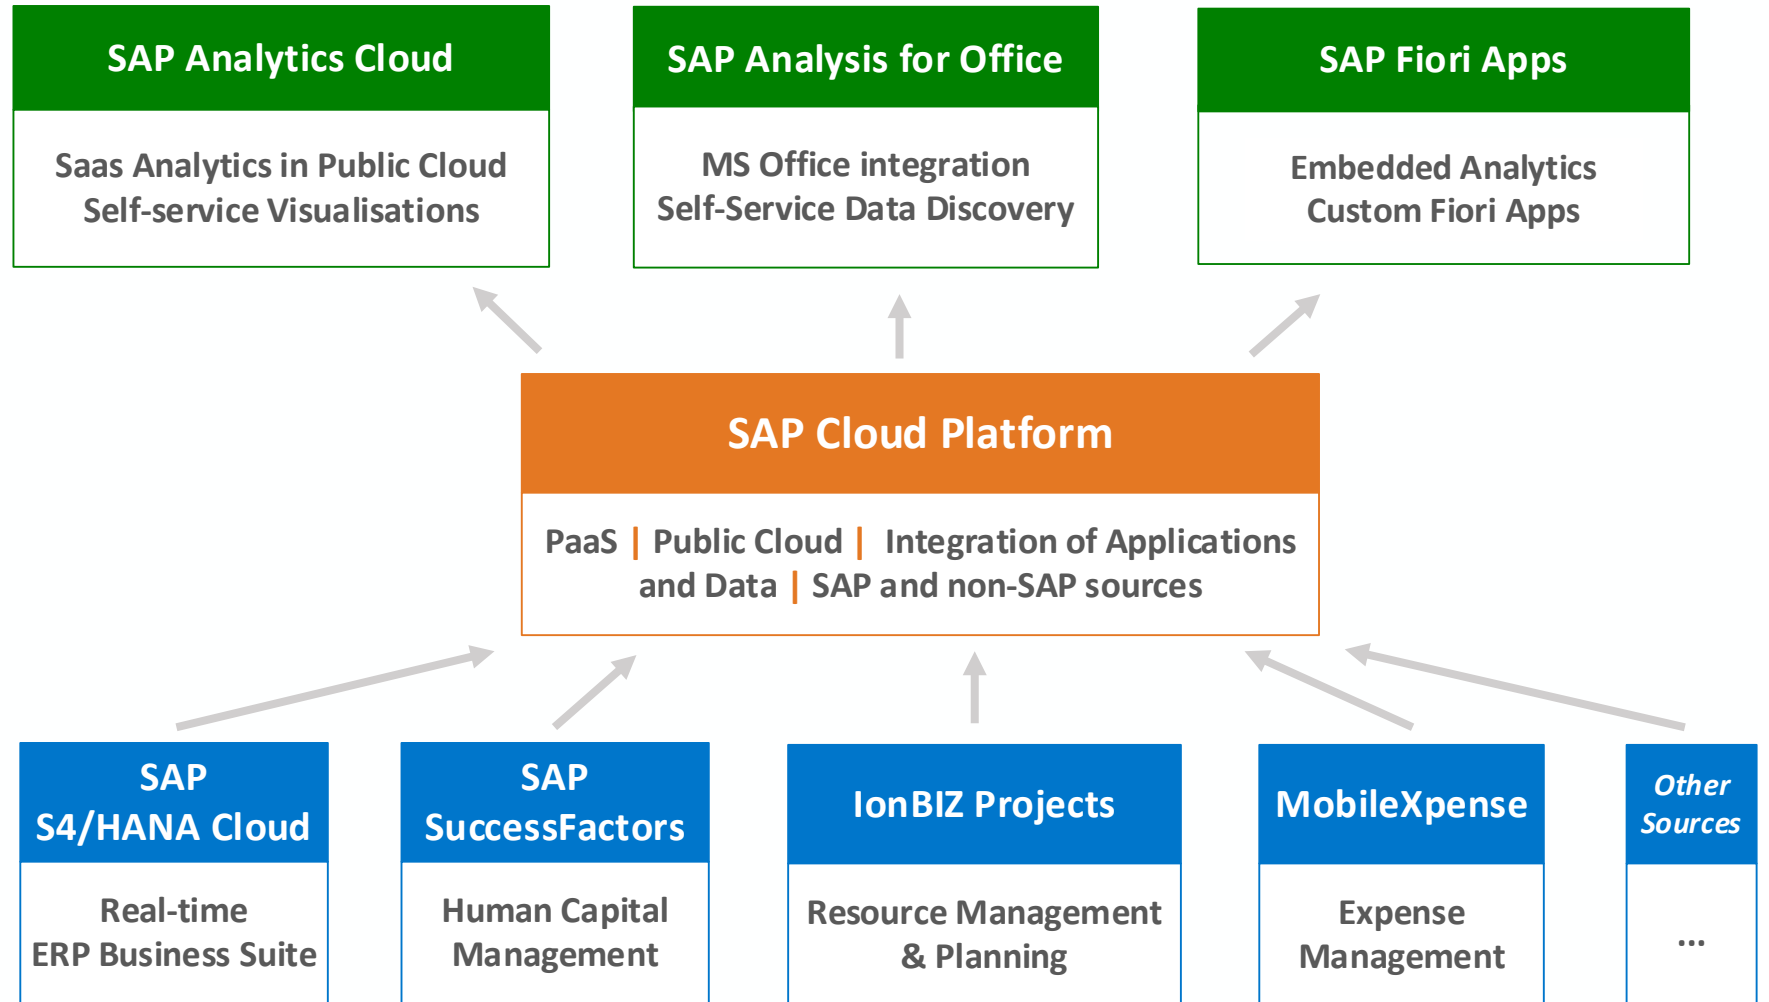 SAP Analytics Cloud
Saas Analytics in Public Cloud
Self-service Visualisations
SAP Analysis for Office
MS Office integration
Self-Service Data Discovery
SAP Fiori Apps
Embedded Analytics
Custom Fiori Apps
SAP Cloud Platform
PaaS | Public Cloud | Integration of Applications
and Data | SAP and non-SAP sources
SAP
S4/HANA Cloud
Real-time
ERP Business Suite
SAP
SuccessFactors
Human Capital
Management
IonBIZ Projects
Resource Management
& Planning
MobileXpense
Expense
Management
Other
Sources
...